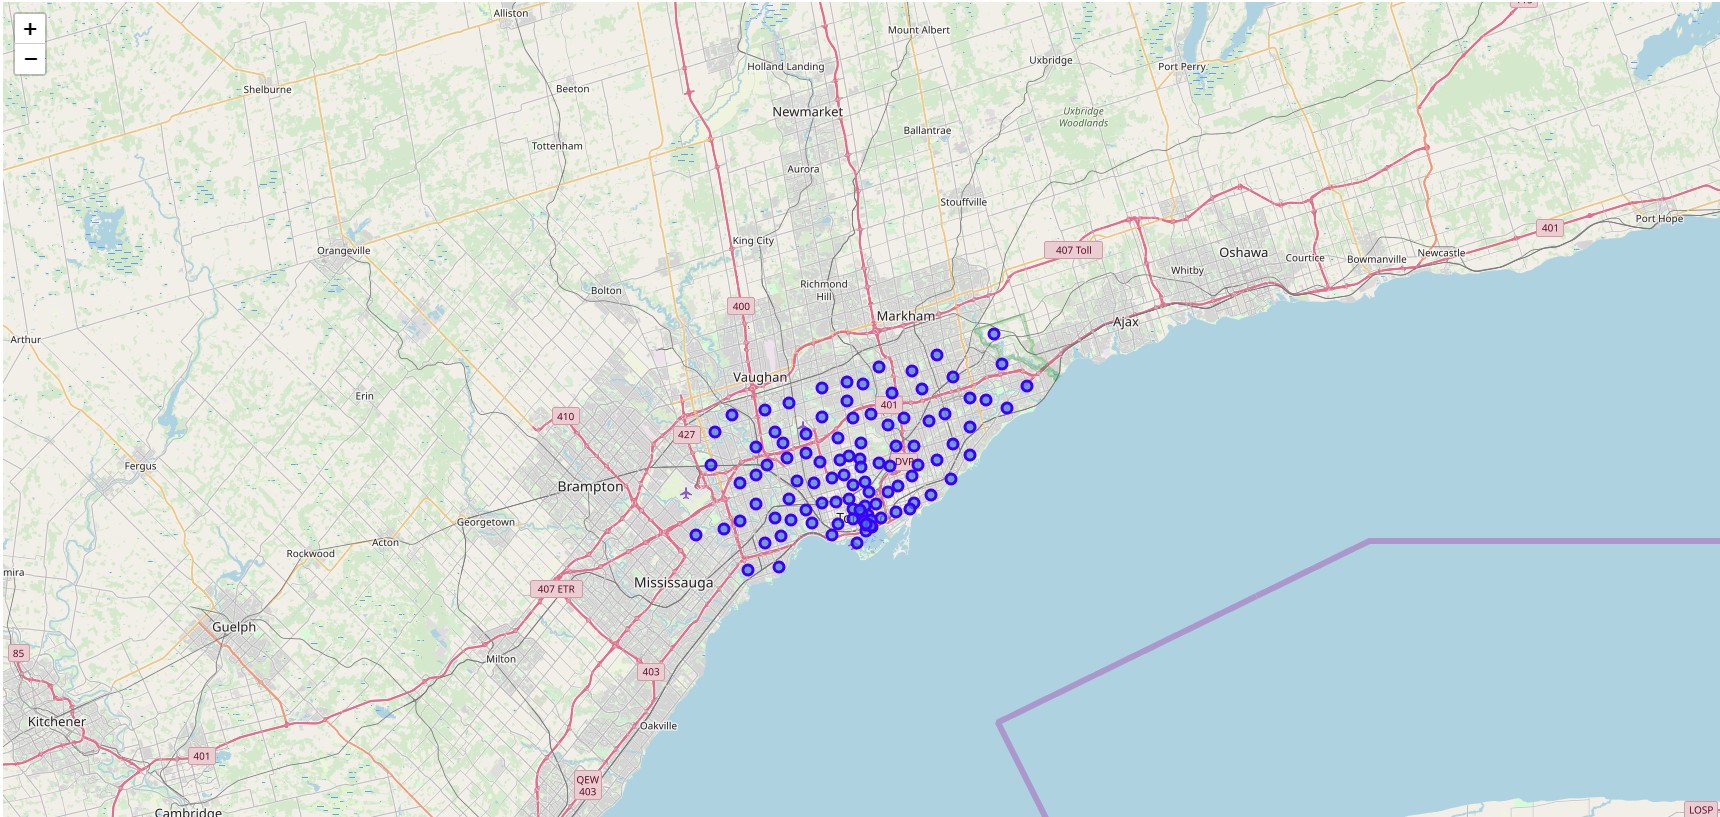 +
−
Alliston
Mount Albert
Holland Landing
Uxbridge
Port Perry
Shelburne
Beeton
Newmarket
Uxbridge
Woodlands
Ballantrae
Tottenham
Aurora
Stouffville
Port Hope
401
King City
407 Toll
Orangeville
Oshawa
Newcastle
Courtice
Bowmanville
Whitby
Richmond
Hill
Bolton
400
Markham
Ajax
Arthur
Vaughan
Erin
401
410
427
DVP
Fergus
Brampton
Georgetown
To
Acton
Rockwood
mira
Mississauga
407 ETR
Guelph
85
Milton
403
Kitchener
Oakville
401
QEW
403
LOSP
Cambridge